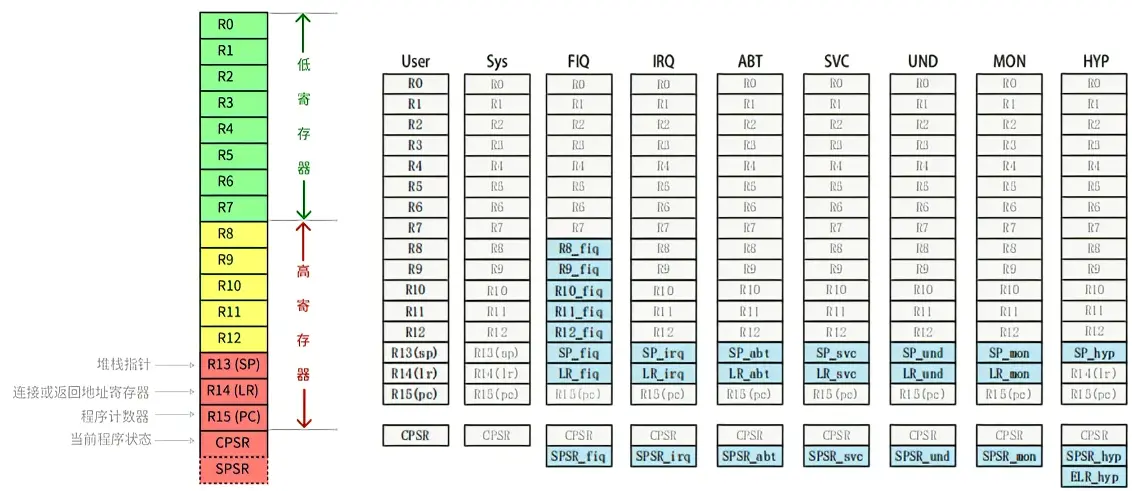 R0
R1
R2
R3
R4
R5
R6
R7
R8
R9
R10
R11
R12
堆栈指针 R13 (SP)
连接或返回地址寄存器 R14 (LR)
程序计数器 R15 (PC)
当前程序状态 CPSR
SPSR
低寄存器
高寄存器
User Sys FIQ IRQ ABT SVC UND MON HYP
R0 R0 R0 R0 R0 R0 R0 R0 R0
R1 R1 R1 R1 R1 R1 R1 R1 R1
R2 R2 R2 R2 R2 R2 R2 R2 R2
R3 R3 R3 R3 R3 R3 R3 R3 R3
R4 R4 R4 R4 R4 R4 R4 R4 R4
R5 R5 R5 R5 R5 R5 R5 R5 R5
R6 R6 R6 R6 R6 R6 R6 R6 R6
R7 R7 R7 R7 R7 R7 R7 R7 R7
R8 R8 R8_fiq R8 R8 R8 R8 R8 R8
R9 R9 R9_fiq R9 R9 R9 R9 R9 R9
R10 R10 R10_fiq R10 R10 R10 R10 R10 R10
R11 R11 R11_fiq R11 R11 R11 R11 R11 R11
R12 R12 R12_fiq R12 R12 R12 R12 R12 R12
R13(sp) R13(sp) SP_fiq SP_irq SP_abt SP_svc SP_und SP_mon SP_hyp
R14(lr) R14(lr) LR_fiq LR_irq LR_abt LR_svc LR_und LR_mon R14(lr)
R15(pc) R15(pc) R15(pc) R15(pc) R15(pc) R15(pc) R15(pc) R15(pc) R15(pc)
CPSR CPSR CPSR CPSR CPSR CPSR CPSR CPSR CPSR
SPSR_fiq SPSR_irq SPSR_abt SPSR_svc SPSR_und SPSR_mon SPSR_hyp
ELR_hyp